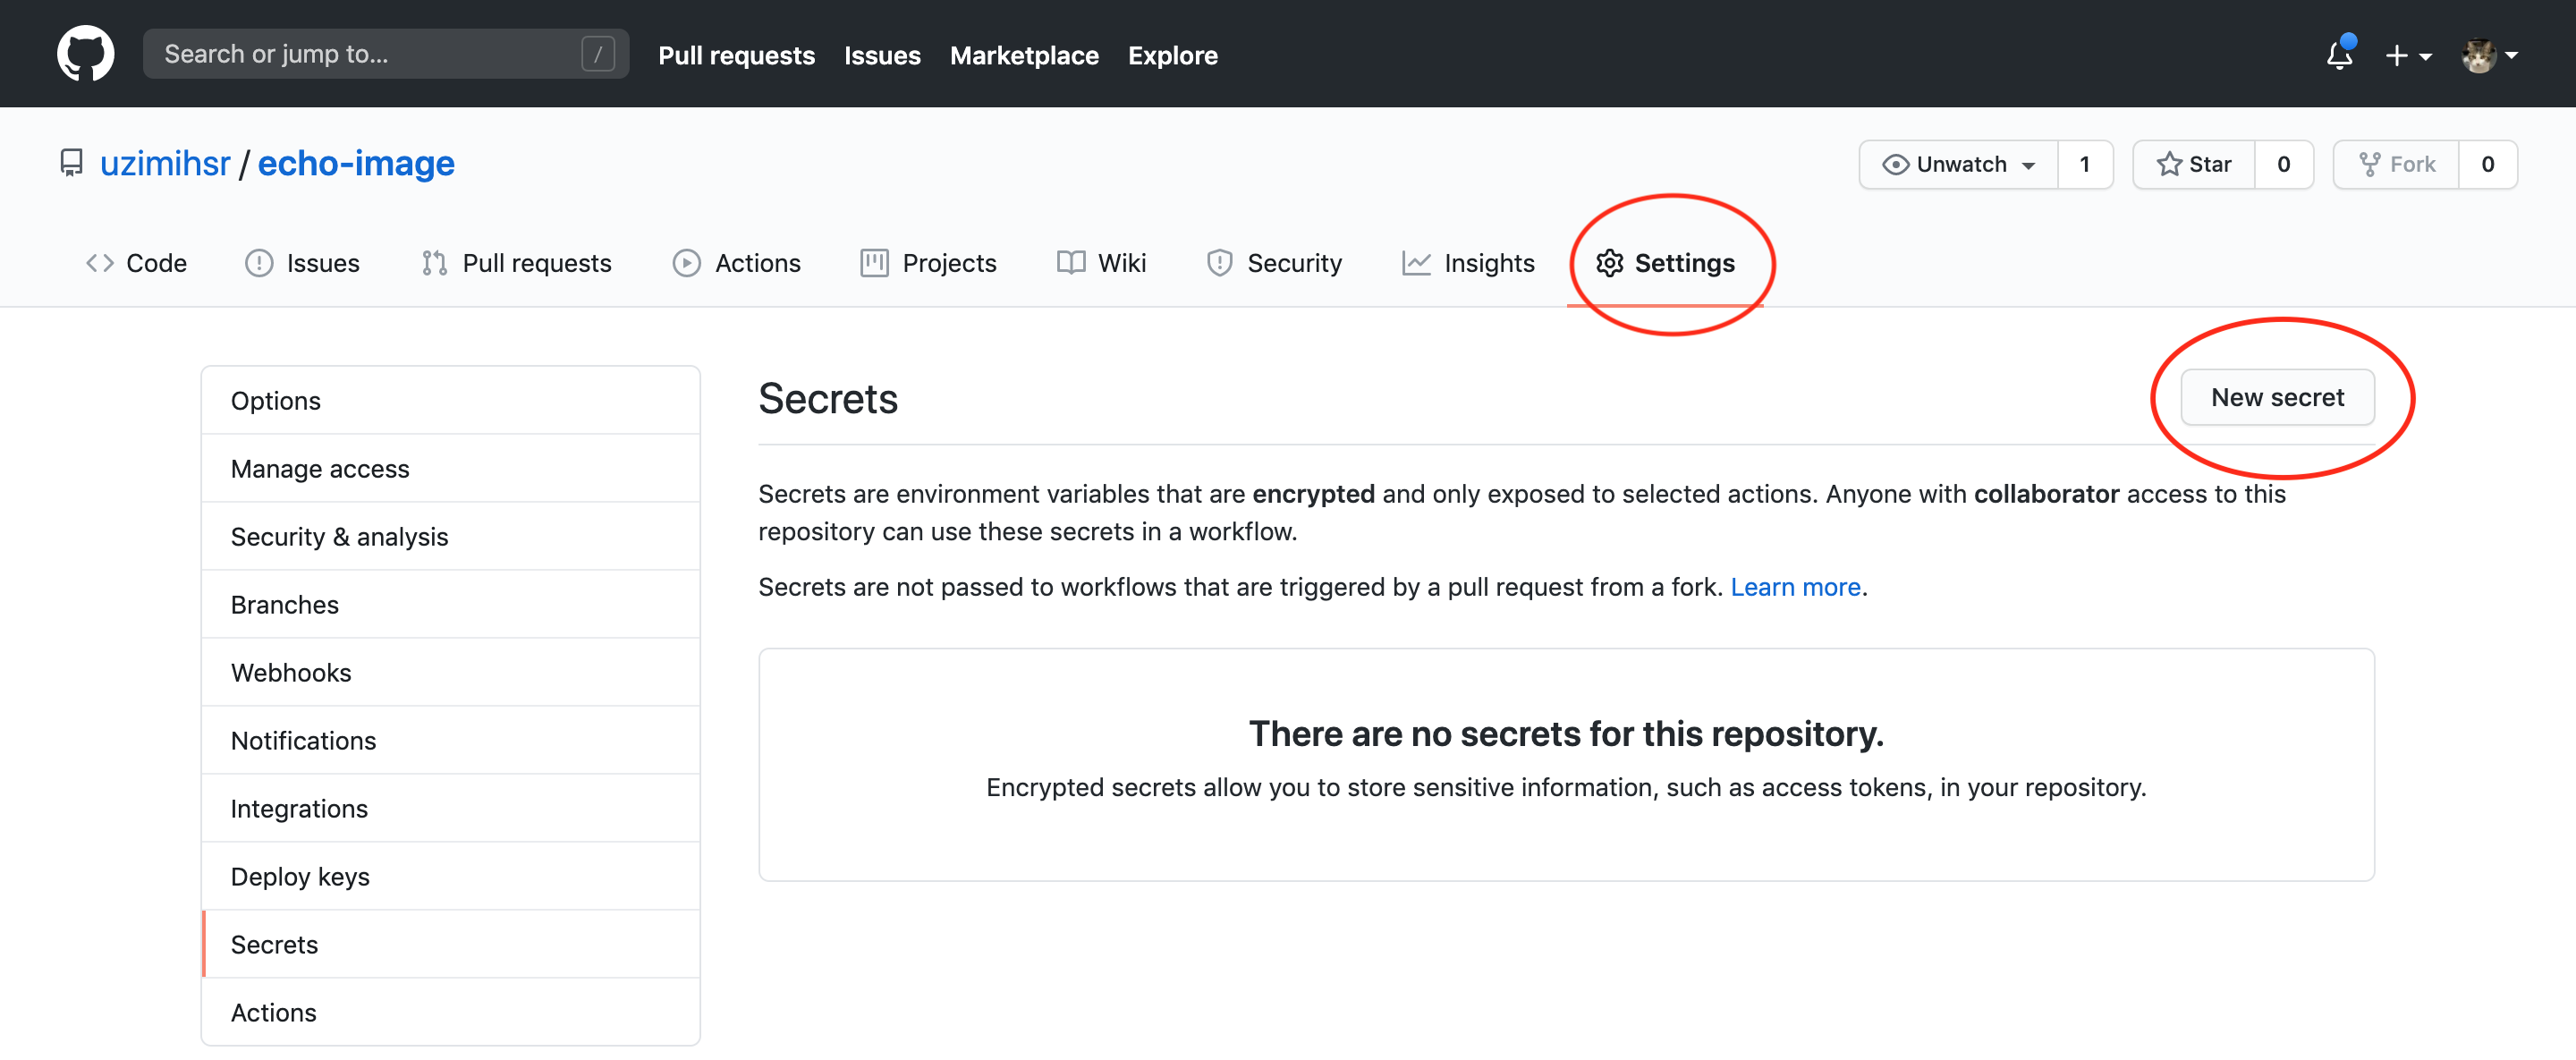 Search or jump to... /
Pull requests Issues Marketplace Explore
uzimihsr / echo-image
Unwatch 1 Star 0 Fork 0
Code Issues Pull requests Actions Projects Wiki Security Insights Settings
Options
Manage access
Security & analysis
Branches
Webhooks
Notifications
Integrations
Deploy keys
Secrets
Actions
Secrets
New secret
Secrets are environment variables that are encrypted and only exposed to selected actions. Anyone with collaborator access to this
repository can use these secrets in a workflow.
Secrets are not passed to workflows that are triggered by a pull request from a fork. Learn more.
There are no secrets for this repository.
Encrypted secrets allow you to store sensitive information, such as access tokens, in your repository.